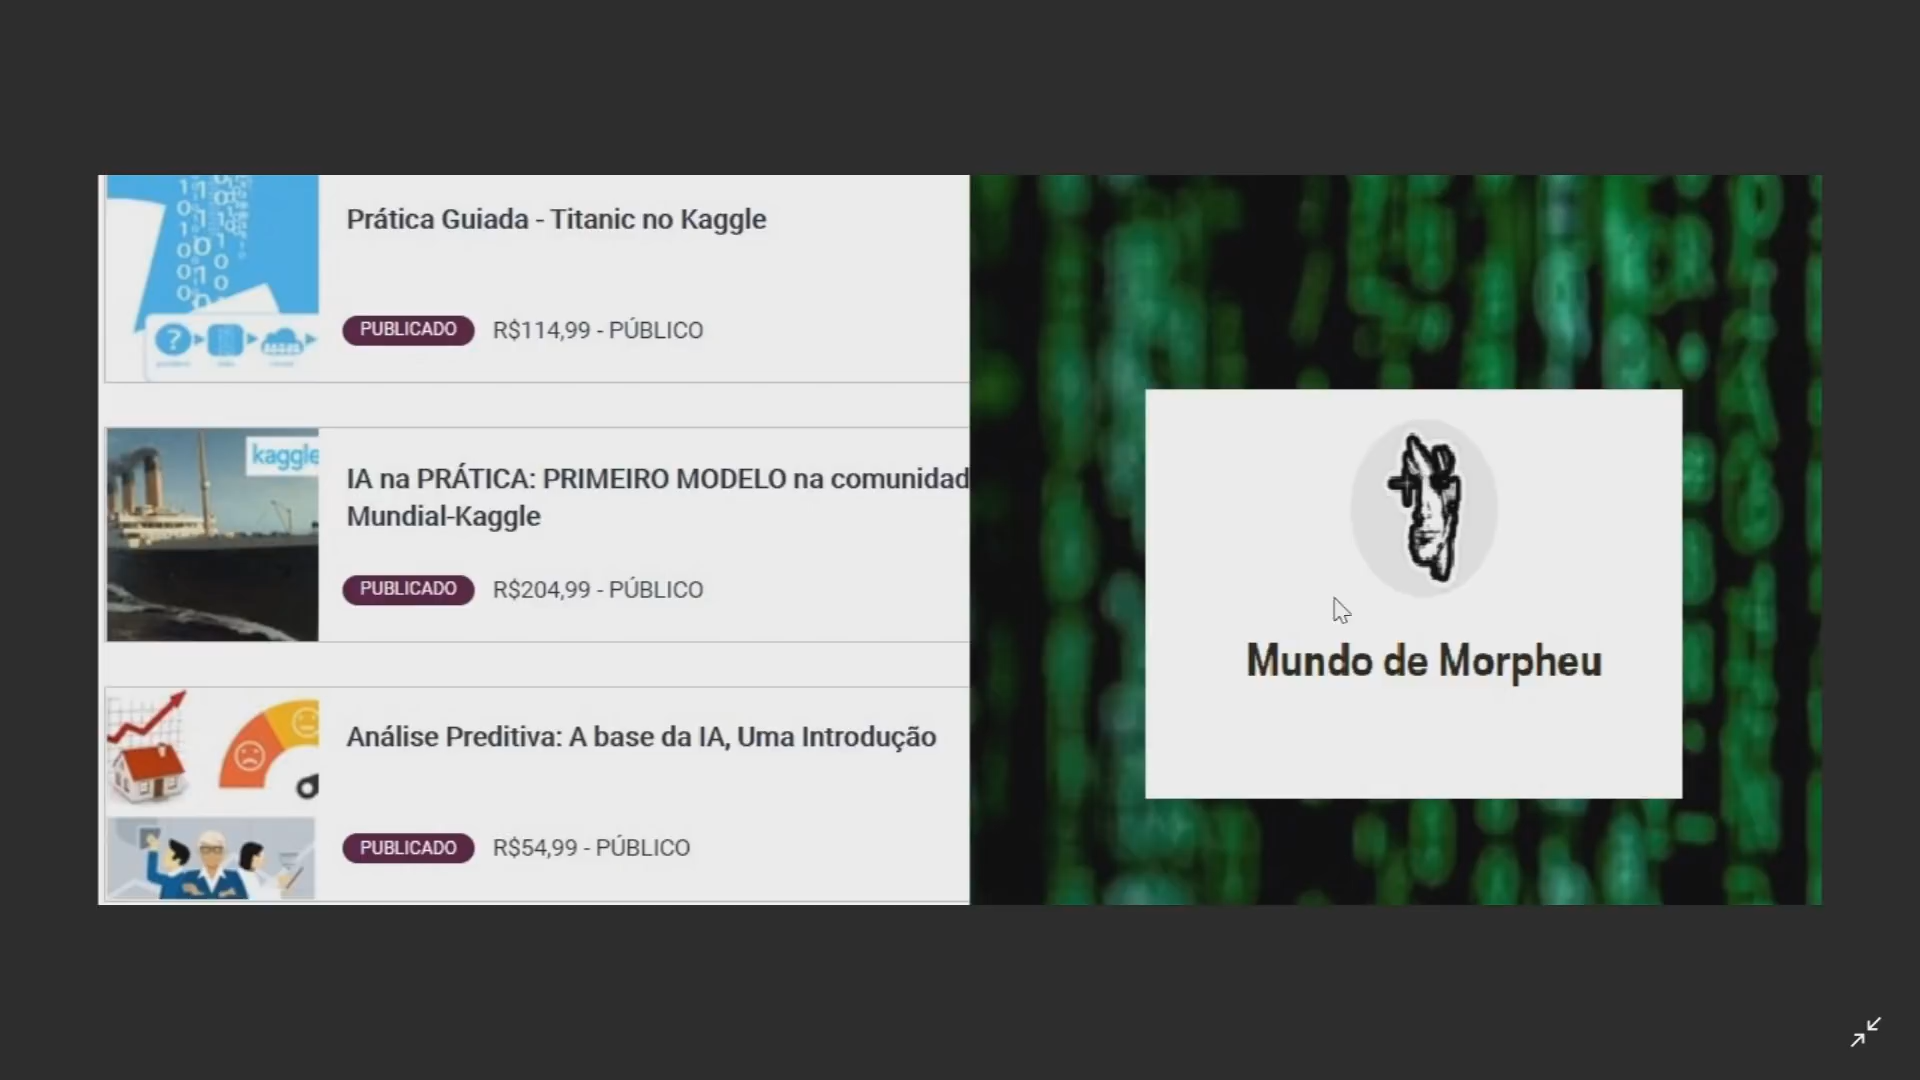 Prática Guiada - Titanic no Kaggle
PUBLICADO R$114,99 - PÚBLICO
kaggle
IA na PRÁTICA: PRIMEIRO MODELO na comunidad
Mundial-Kaggle
PUBLICADO R$204,99 - PÚBLICO
Análise Preditiva: A base da IA, Uma Introdução
PUBLICADO R$54,99 - PÚBLICO
Mundo de Morpheu